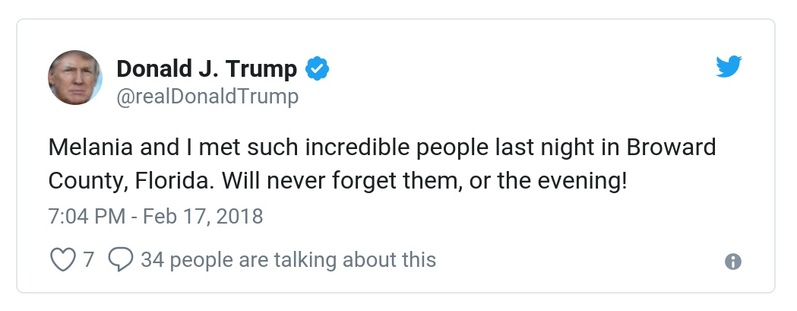 Donald J. Trump
@realDonaldTrump
Melania and I met such incredible people last night in Broward
County, Florida. Will never forget them, or the evening!
7:04 PM - Feb 17, 2018
7 34 people are talking about this